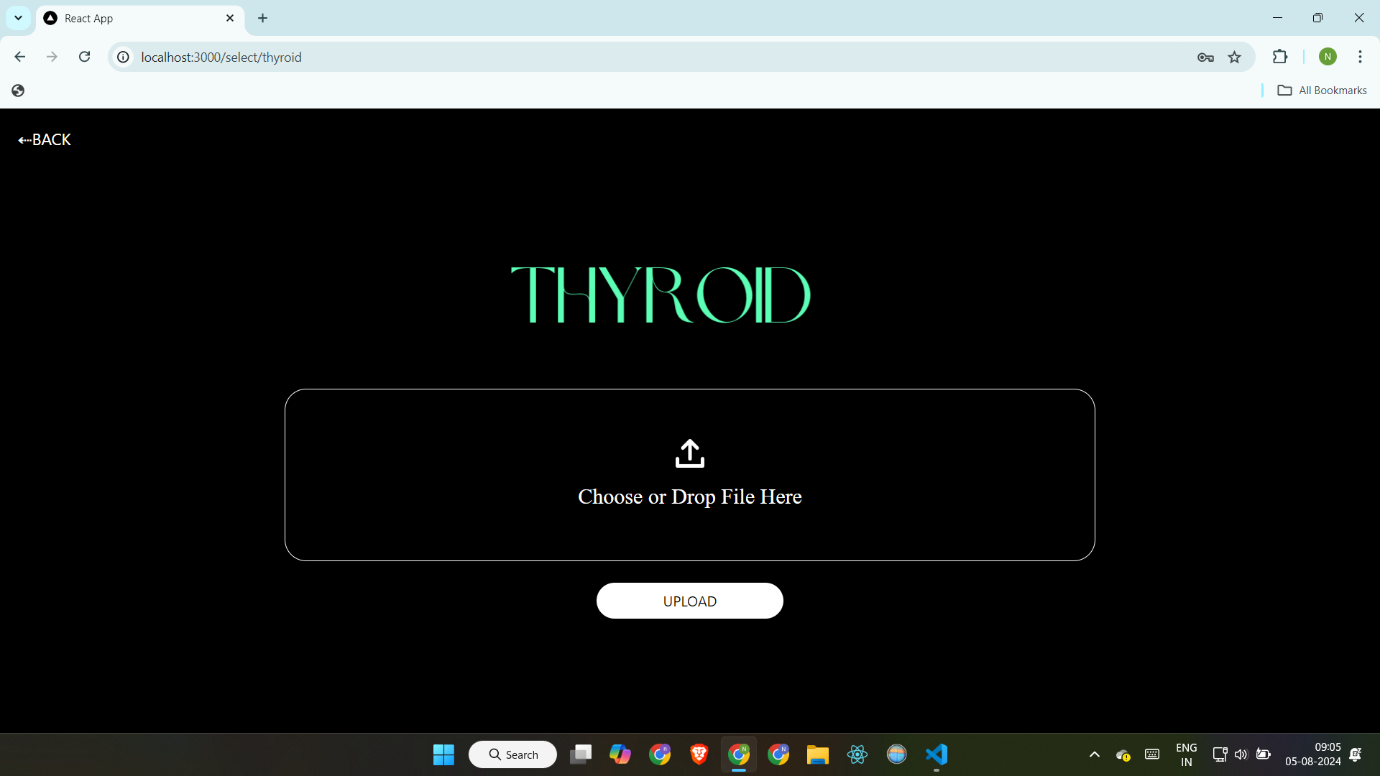 React App
localhost:3000/select/thyroid
N
All Bookmarks
⇠BACK
THYROID
Choose or Drop File Here
UPLOAD
Search
ENG
IN
09:05
05-08-2024